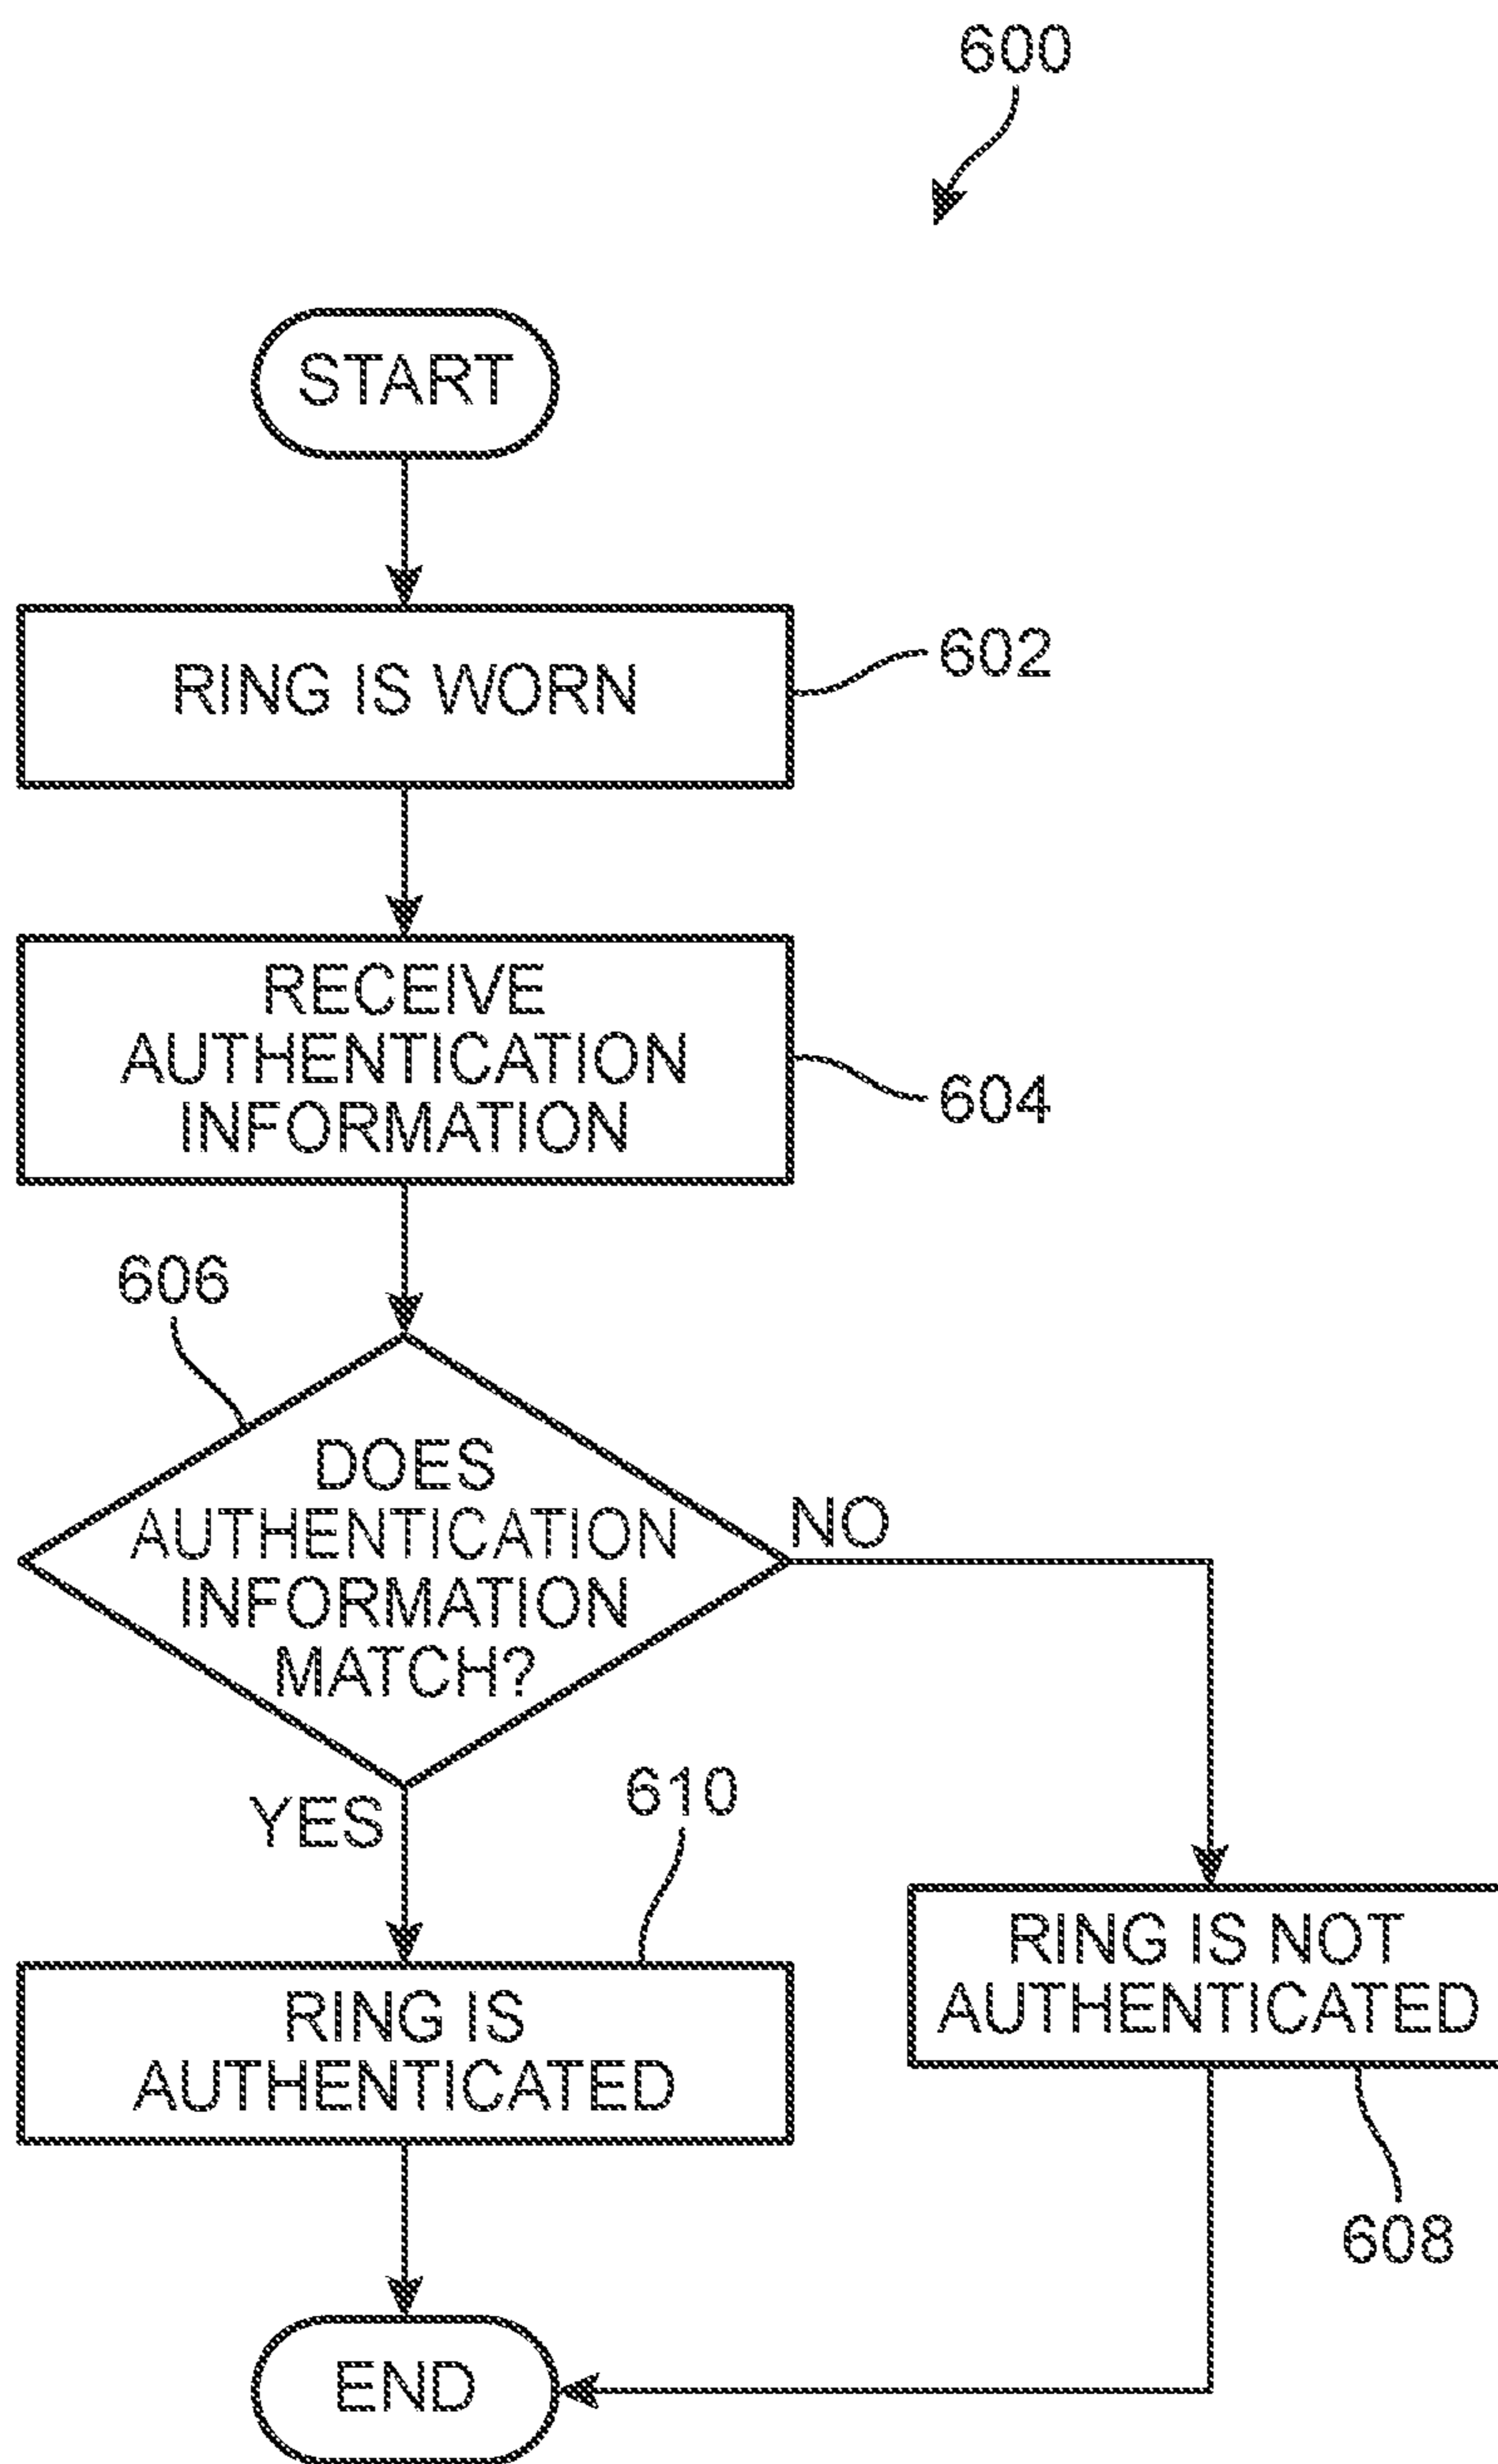 600
START
RING IS WORN
602
RECEIVE
AUTHENTICATION
INFORMATION
604
606
DOES
AUTHENTICATION
INFORMATION
MATCH?
NO
YES
610
RING IS
AUTHENTICATED
RING IS NOT
AUTHENTICATED
608
END